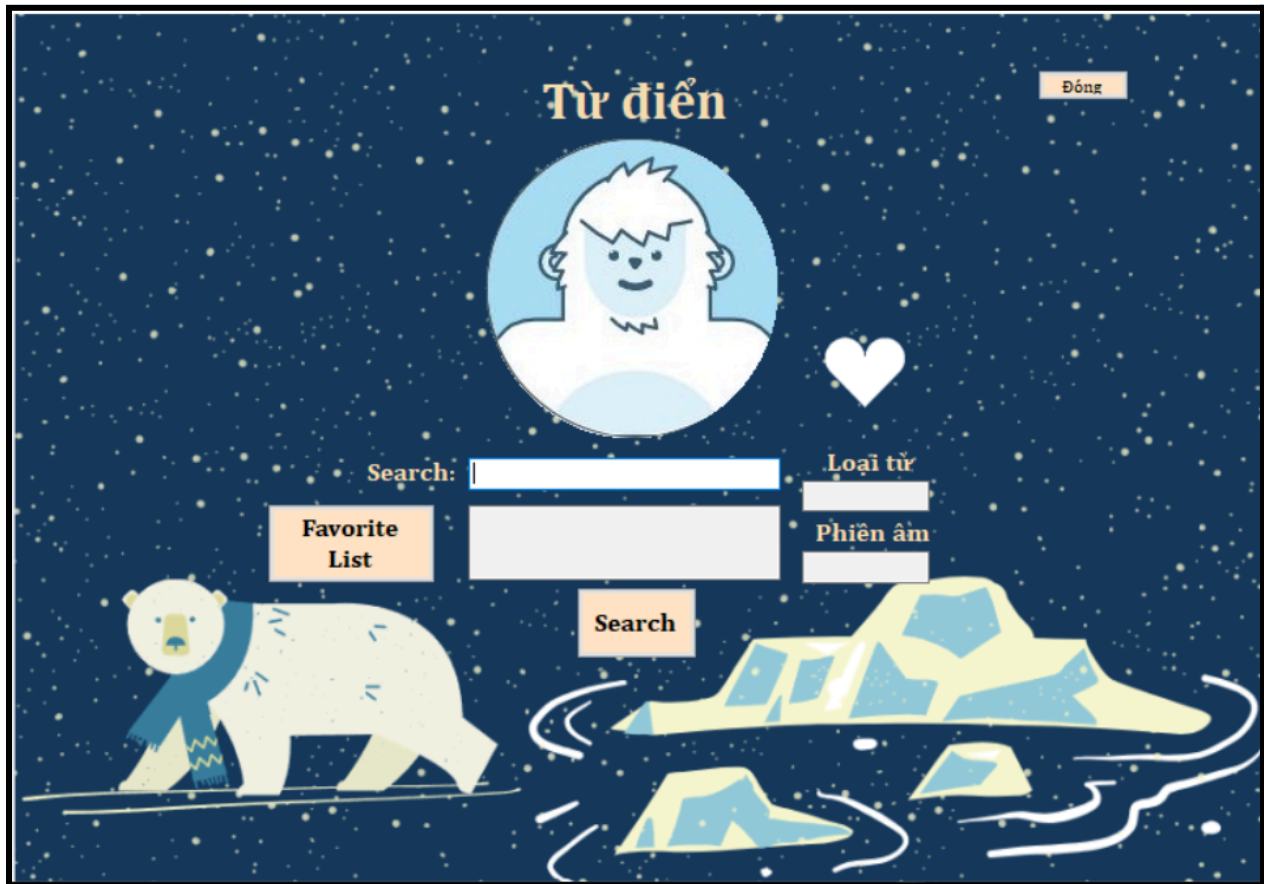 Từ điển
Đóng
Search:
Loại từ
Favorite
List
Phiên âm
Search